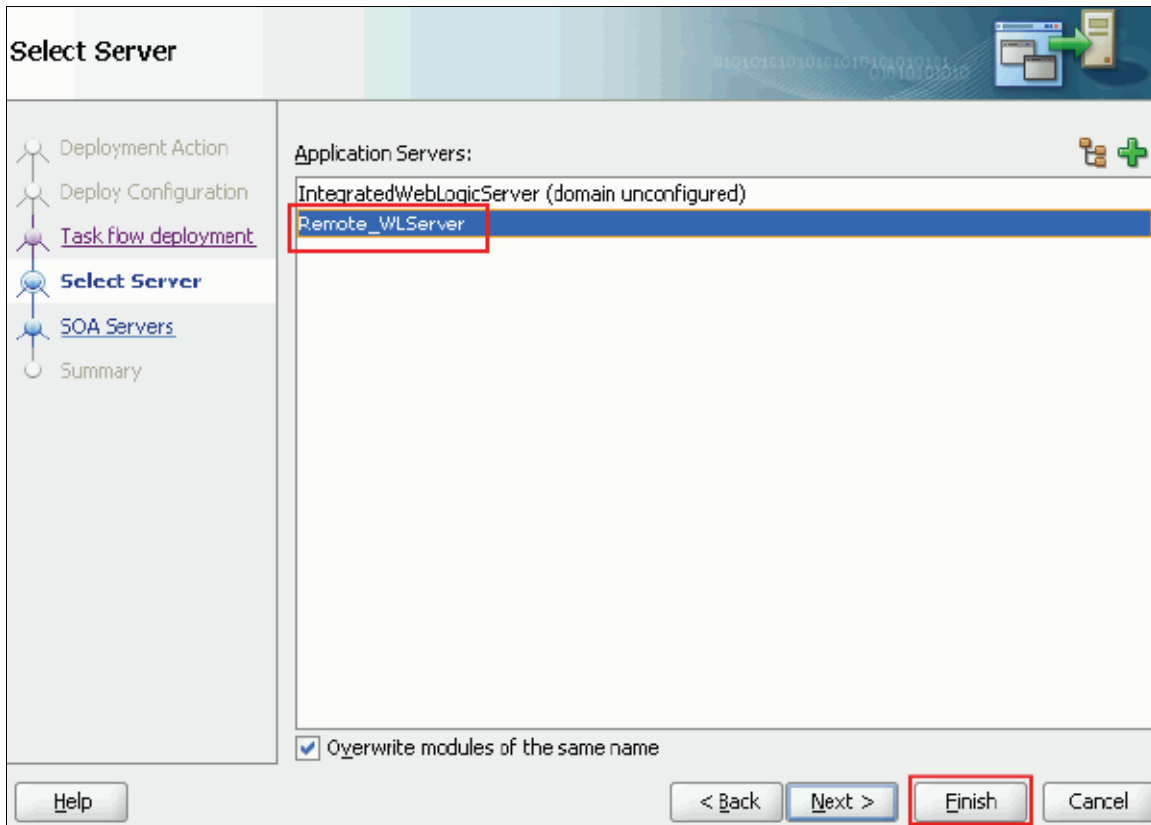 Select Server
Deployment Action
Deploy Configuration
Task flow deployment
Select Server
SOA Servers
Summary
Application Servers:
IntegratedWebLogicServer (domain unconfigured)
Remote_WLServer
Overwrite modules of the same name
Help
< Back
Next >
Finish
Cancel